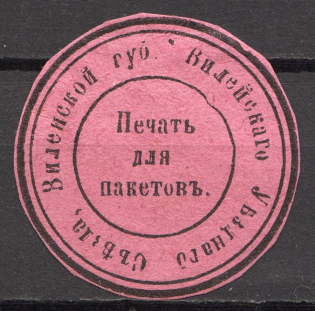 Виленской губ. Вилейскаго Уѣзднаго Съѣзда,
Печать
для
пакетовъ.